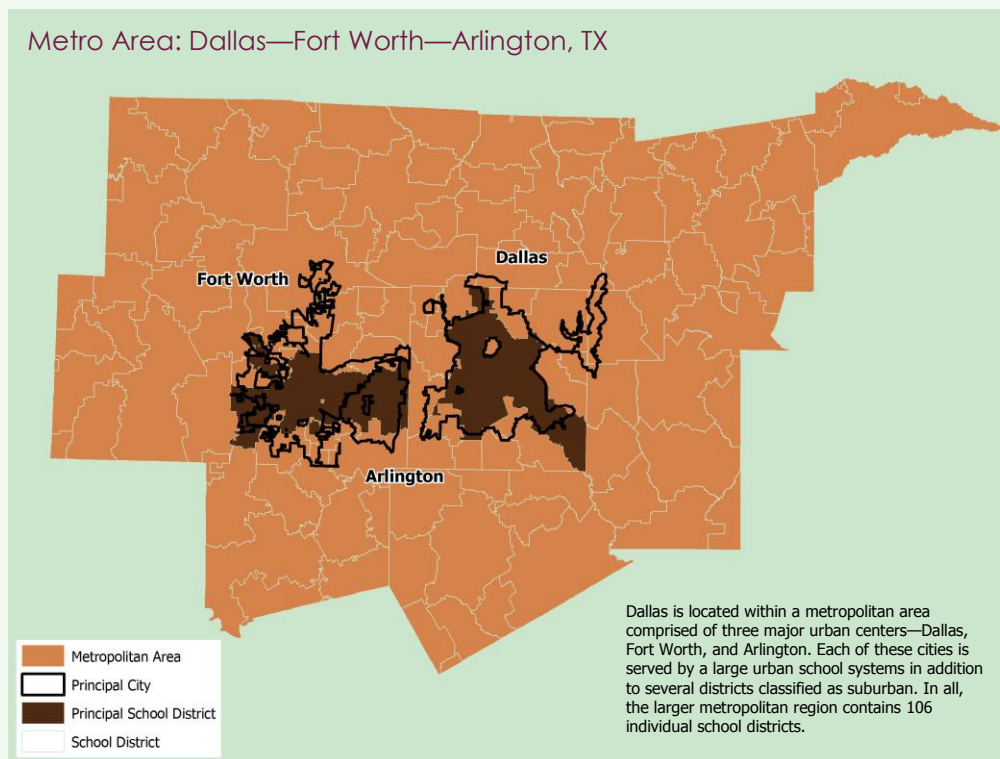 Metro Area: Dallas—Fort Worth—Arlington, TX
Dallas
Fort Worth
Arlington
Metropolitan Area
Principal City
Principal School District
School District
Dallas is located within a metropolitan area
comprised of three major urban centers—Dallas,
Fort Worth, and Arlington. Each of these cities is
served by a large urban school systems in addition
to several districts classified as suburban. In all,
the larger metropolitan region contains 106
individual school districts.